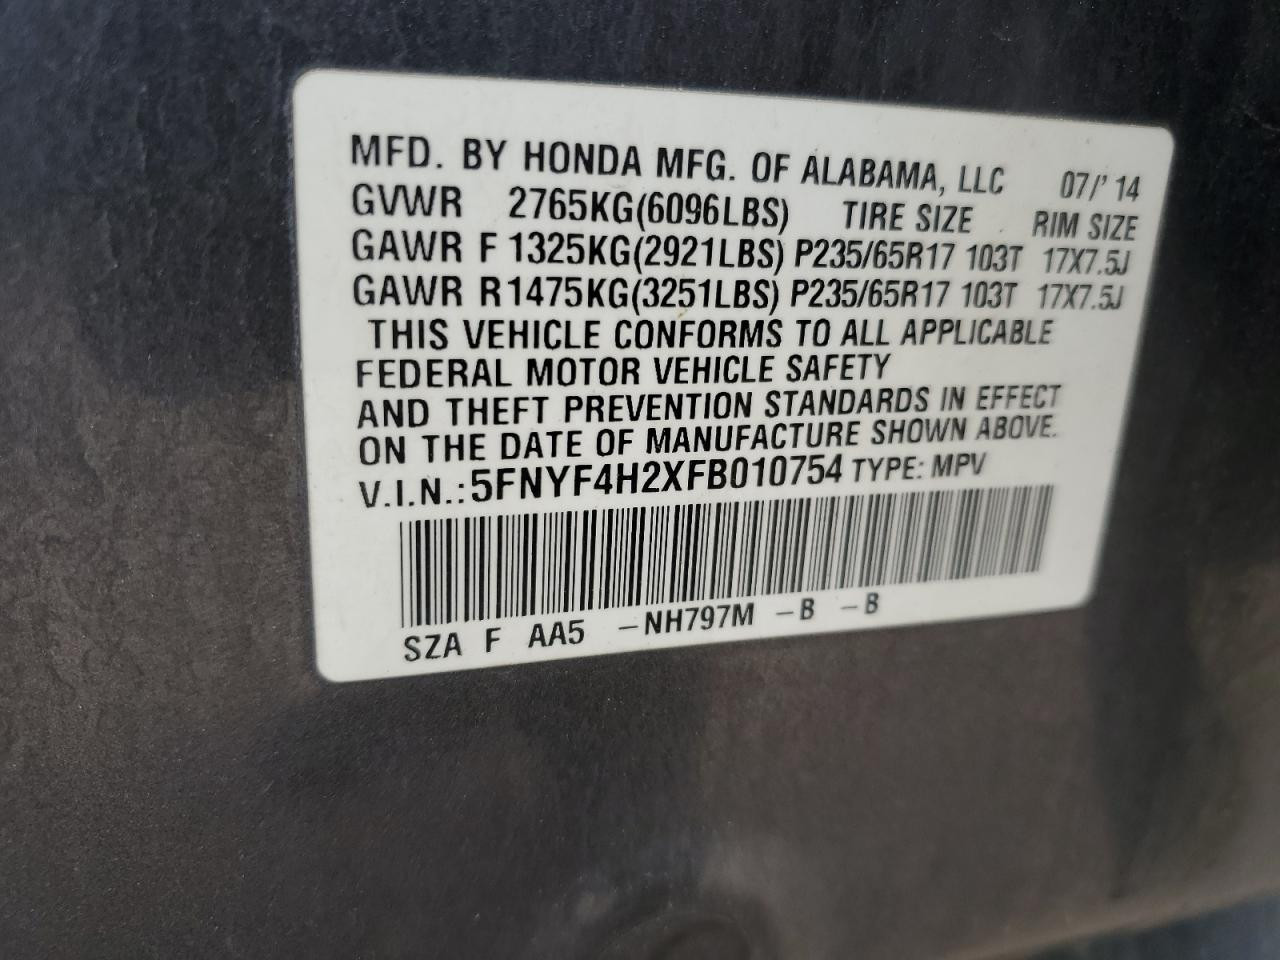 MFD. BY HONDA MFG. OF ALABAMA, LLC 07/' 14
GVWR 2765KG(6096LBS) TIRE SIZE RIM SIZE
GAWR F 1325KG(2921LBS) P235/65R17 103T 17X7.5J
GAWR R 1475KG(3251LBS) P235/65R17 103T 17X7.5J
THIS VEHICLE CONFORMS TO ALL APPLICABLE
FEDERAL MOTOR VEHICLE SAFETY
AND THEFT PREVENTION STANDARDS IN EFFECT
ON THE DATE OF MANUFACTURE SHOWN ABOVE.
V.I.N.: 5FNYF4H2XFB010754 TYPE: MPV
SZA F AA5 -NH797M -B -B